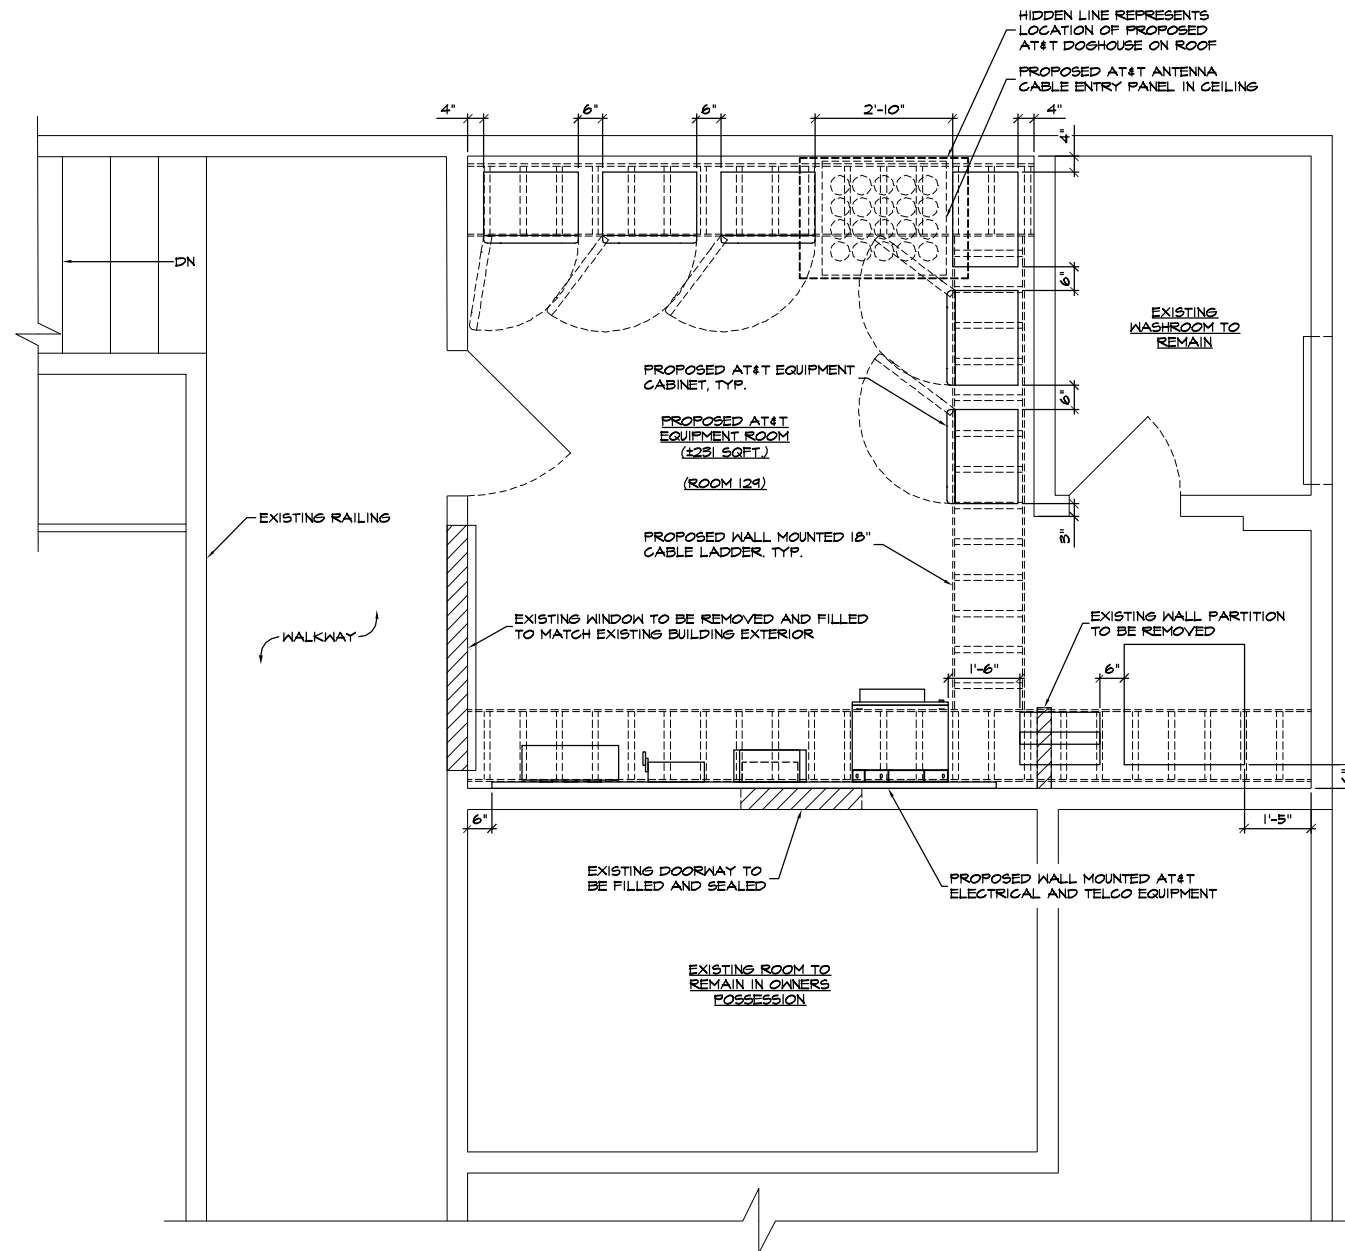 HIDDEN LINE REPRESENTS
LOCATION OF PROPOSED
AT&T DOGHOUSE ON ROOF
PROPOSED AT&T ANTENNA
CABLE ENTRY PANEL IN CEILING
4"
6"
6"
2'-10"
4"
4"
DN
6"
EXISTING
WASHROOM TO
REMAIN
PROPOSED AT&T EQUIPMENT
CABINET, TYP.
6"
PROPOSED AT&T
EQUIPMENT ROOM
(±231 SQFT.)
(ROOM 129)
EXISTING RAILING
PROPOSED WALL MOUNTED 18"
CABLE LADDER. TYP.
3"
EXISTING WINDOW TO BE REMOVED AND FILLED
TO MATCH EXISTING BUILDING EXTERIOR
EXISTING WALL PARTITION
TO BE REMOVED
WALKWAY
1'-6"
6"
6"
1'-5"
EXISTING DOORWAY TO
BE FILLED AND SEALED
PROPOSED WALL MOUNTED AT&T
ELECTRICAL AND TELCO EQUIPMENT
EXISTING ROOM TO
REMAIN IN OWNERS
POSSESSION